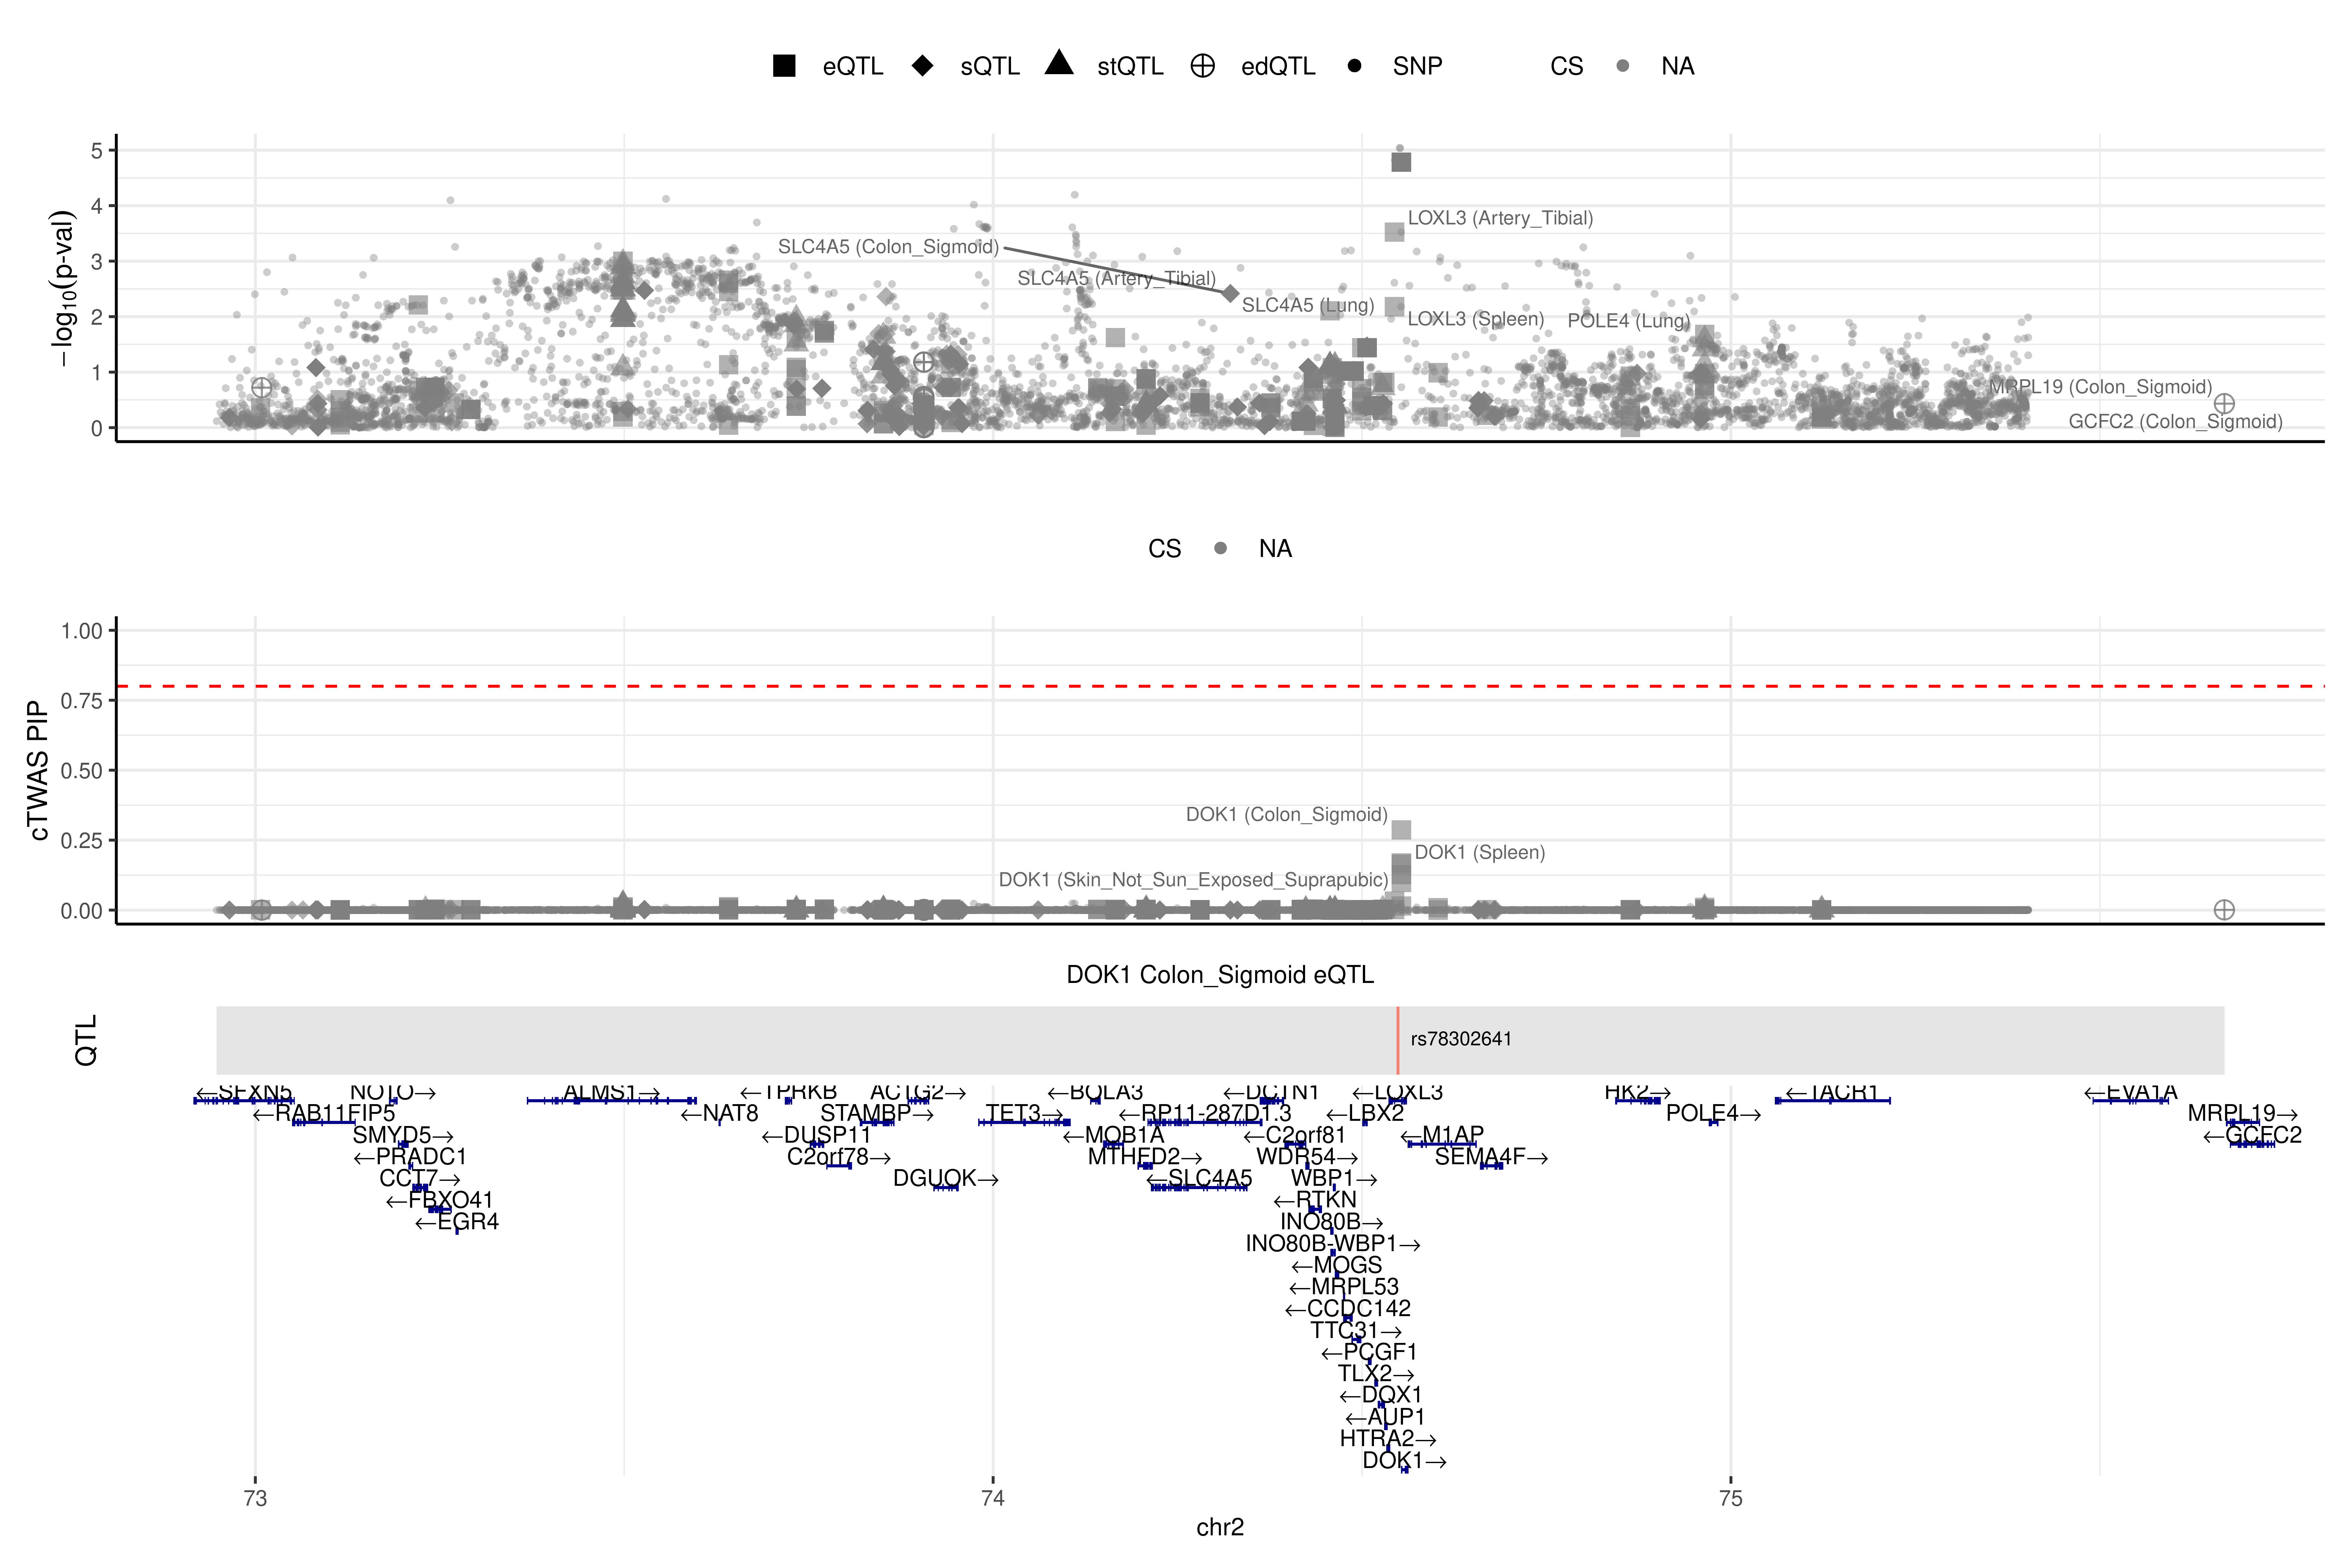 eQTL sQTL stQTL edQTL SNP CS NA
−log10(p-val)
5
4
3
2
1
0
LOXL3 (Artery_Tibial)
SLC4A5 (Colon_Sigmoid)
SLC4A5 (Artery_Tibial)
SLC4A5 (Lung)
LOXL3 (Spleen)
POLE4 (Lung)
MRPL19 (Colon_Sigmoid)
GCFC2 (Colon_Sigmoid)
CS NA
cTWAS PIP
1.00
0.75
0.50
0.25
0.00
DOK1 (Colon_Sigmoid)
DOK1 (Spleen)
DOK1 (Skin_Not_Sun_Exposed_Suprapubic)
DOK1 Colon_Sigmoid eQTL
QTL
rs78302641
←SFXN5 NOTO→ ALMS1→ ←TPRKB ACTG2→ ←BOLA3 ←DCTN1 ←LOXL3 HK2→ ←TACR1 ←EVA1A
←RAB11FIP5 ←NAT8 STAMBP→ TET3→ ←RP11-287D1.3 ←LBX2 POLE4→ MRPL19→
SMYD5→ ←DUSP11 ←MOB1A ←C2orf81 ←M1AP ←GCFC2
←PRADC1 C2orf78→ MTHFD2→ WDR54→ SEMA4F→
CCT7→ DGUOK→ ←SLC4A5 WBP1→
←FBXO41 ←RTKN
←EGR4 INO80B→
INO80B-WBP1→
←MOGS
←MRPL53
←CCDC142
TTC31→
←PCGF1
TLX2→
←DQX1
←AUP1
HTRA2→
DOK1→
73 74 75
chr2